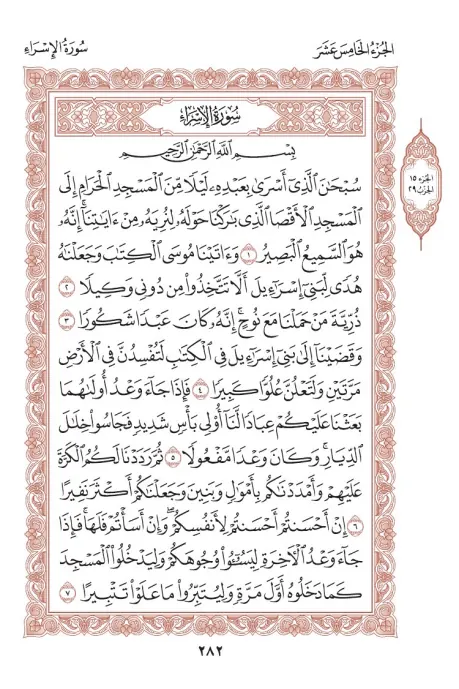 الجزء الخامس عشر
سورة الإسراء
سورة الإسراء
بسم الله الرحمن الرحيم
سُبْحَٰنَ ٱلَّذِىٓ أَسْرَىٰ بِعَبْدِهِۦ لَيْلًا مِّنَ ٱلْمَسْجِدِ ٱلْحَرَامِ إِلَى
ٱلْمَسْجِدِ ٱلْأَقْصَا ٱلَّذِى بَٰرَكْنَا حَوْلَهُۥ لِنُرِيَهُۥ مِنْ ءَايَٰتِنَآ ۚ إِنَّهُۥ
هُوَ ٱلسَّمِيعُ ٱلْبَصِيرُ ١ وَءَاتَيْنَا مُوسَى ٱلْكِتَٰبَ وَجَعَلْنَٰهُ
هُدًى لِّبَنِىٓ إِسْرَٰٓءِيلَ أَلَّا تَتَّخِذُوا۟ مِن دُونِى وَكِيلًا ٢
ذُرِّيَّةَ مَنْ حَمَلْنَا مَعَ نُوحٍ ۚ إِنَّهُۥ كَانَ عَبْدًا شَكُورًا ٣
وَقَضَيْنَآ إِلَىٰ بَنِىٓ إِسْرَٰٓءِيلَ فِى ٱلْكِتَٰبِ لَتُفْسِدُنَّ فِى ٱلْأَرْضِ
مَرَّتَيْنِ وَلَتَعْلُنَّ عُلُوًّا كَبِيرًا ٤ فَإِذَا جَآءَ وَعْدُ أُولَىٰهُمَا
بَعَثْنَا عَلَيْكُمْ عِبَادًا لَّنَآ أُو۟لِى بَأْسٍ شَدِيدٍ فَجَاسُوا۟ خِلَٰلَ
ٱلدِّيَارِ ۚ وَكَانَ وَعْدًا مَّفْعُولًا ٥ ثُمَّ رَدَدْنَا لَكُمُ ٱلْكَرَّةَ
عَلَيْهِمْ وَأَمْدَدْنَٰكُم بِأَمْوَٰلٍ وَبَنِينَ وَجَعَلْنَٰكُمْ أَكْثَرَ نَفِيرًا
٦ إِنْ أَحْسَنتُمْ أَحْسَنتُمْ لِأَنفُسِكُمْ ۖ وَإِنْ أَسَأْتُمْ فَلَهَا ۚ فَإِذَا
جَآءَ وَعْدُ ٱلْءَاخِرَةِ لِيَسُۥٓـُٔوا۟ وُجُوهَكُمْ وَلِيَدْخُلُوا۟ ٱلْمَسْجِدَ
كَمَا دَخَلُوهُ أَوَّلَ مَرَّةٍ وَلِيُتَبِّرُوا۟ مَا عَلَوْا۟ تَتْبِيرًا ٧
الجزء ١٥
الحزب ٢٩
٢٨٢